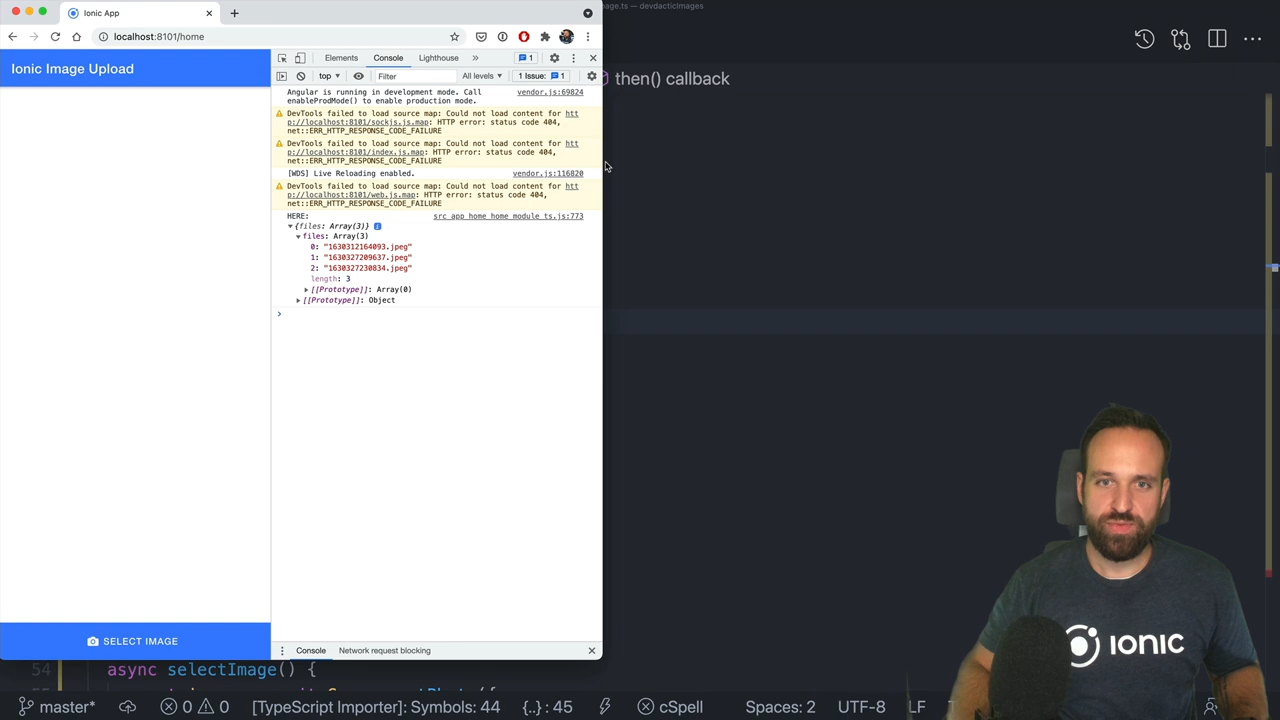 Ionic App
age.ts — devdacticImages
localhost:8101/home
Ionic Image Upload
Elements Console Lighthouse » 1
top Filter All levels 1 Issue: 1
then() callback
Angular is running in development mode. Call vendor.js:69824
enableProdMode() to enable production mode.
DevTools failed to load source map: Could not load content for htt
p://localhost:8101/sockjs.js.map: HTTP error: status code 404,
net::ERR_HTTP_RESPONSE_CODE_FAILURE
DevTools failed to load source map: Could not load content for htt
p://localhost:8101/index.js.map: HTTP error: status code 404,
net::ERR_HTTP_RESPONSE_CODE_FAILURE
[WDS] Live Reloading enabled. vendor.js:116820
DevTools failed to load source map: Could not load content for htt
p://localhost:8101/web.js.map: HTTP error: status code 404,
net::ERR_HTTP_RESPONSE_CODE_FAILURE
HERE: src_app_home_home_module_ts.js:773
{files: Array(3)}
files: Array(3)
0: "1630312164093.jpeg"
1: "1630327209637.jpeg"
2: "1630327230834.jpeg"
length: 3
[[Prototype]]: Array(0)
[[Prototype]]: Object
SELECT IMAGE
Console Network request blocking
54 async selectImage() {
IONIC
master* 0 0 [TypeScript Importer]: Symbols: 44 {..} : 45 cSpell Spaces: 2 UTF-8 LF